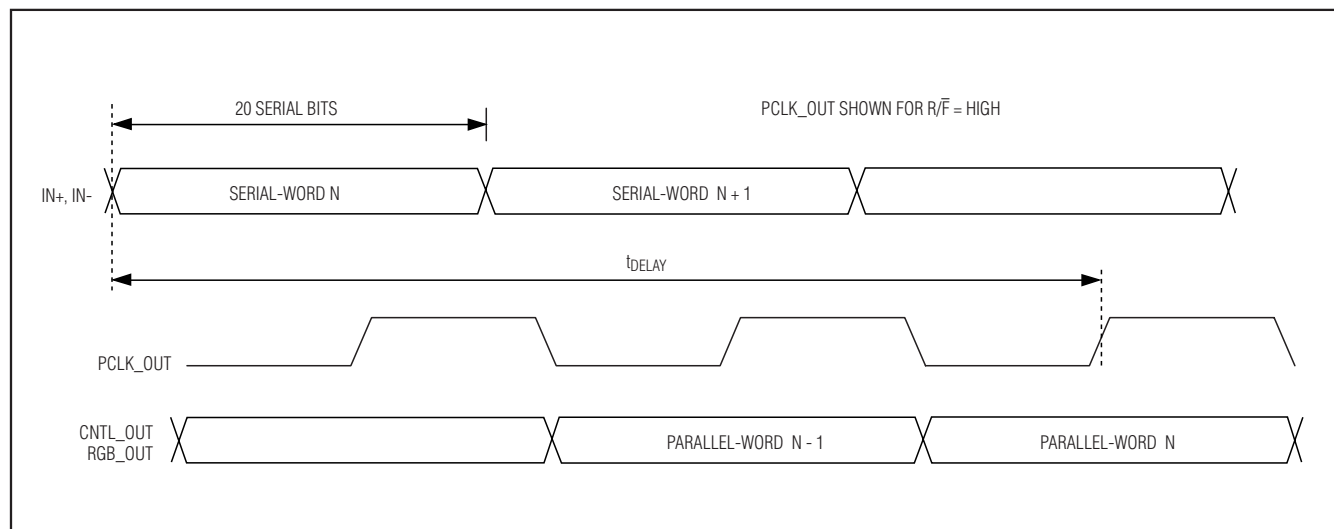 20 SERIAL BITS
PCLK_OUT SHOWN FOR R/F̅ = HIGH
IN+, IN-
SERIAL-WORD N
SERIAL-WORD N + 1
tDELAY
PCLK_OUT
CNTL_OUT
RGB_OUT
PARALLEL-WORD N - 1
PARALLEL-WORD N